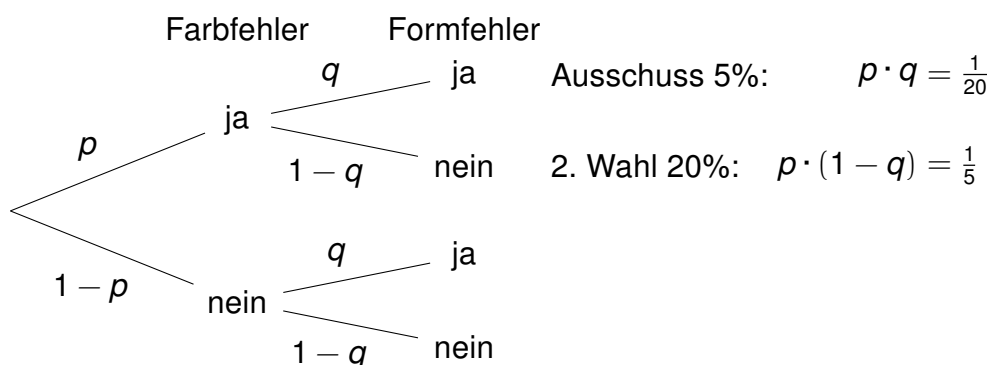 Farbfehler Formfehler
q ja Ausschuss 5%: p · q = 1/20
ja
p
1 − q nein 2. Wahl 20%: p · (1 − q) = 1/5
q ja
1 − p nein
1 − q nein